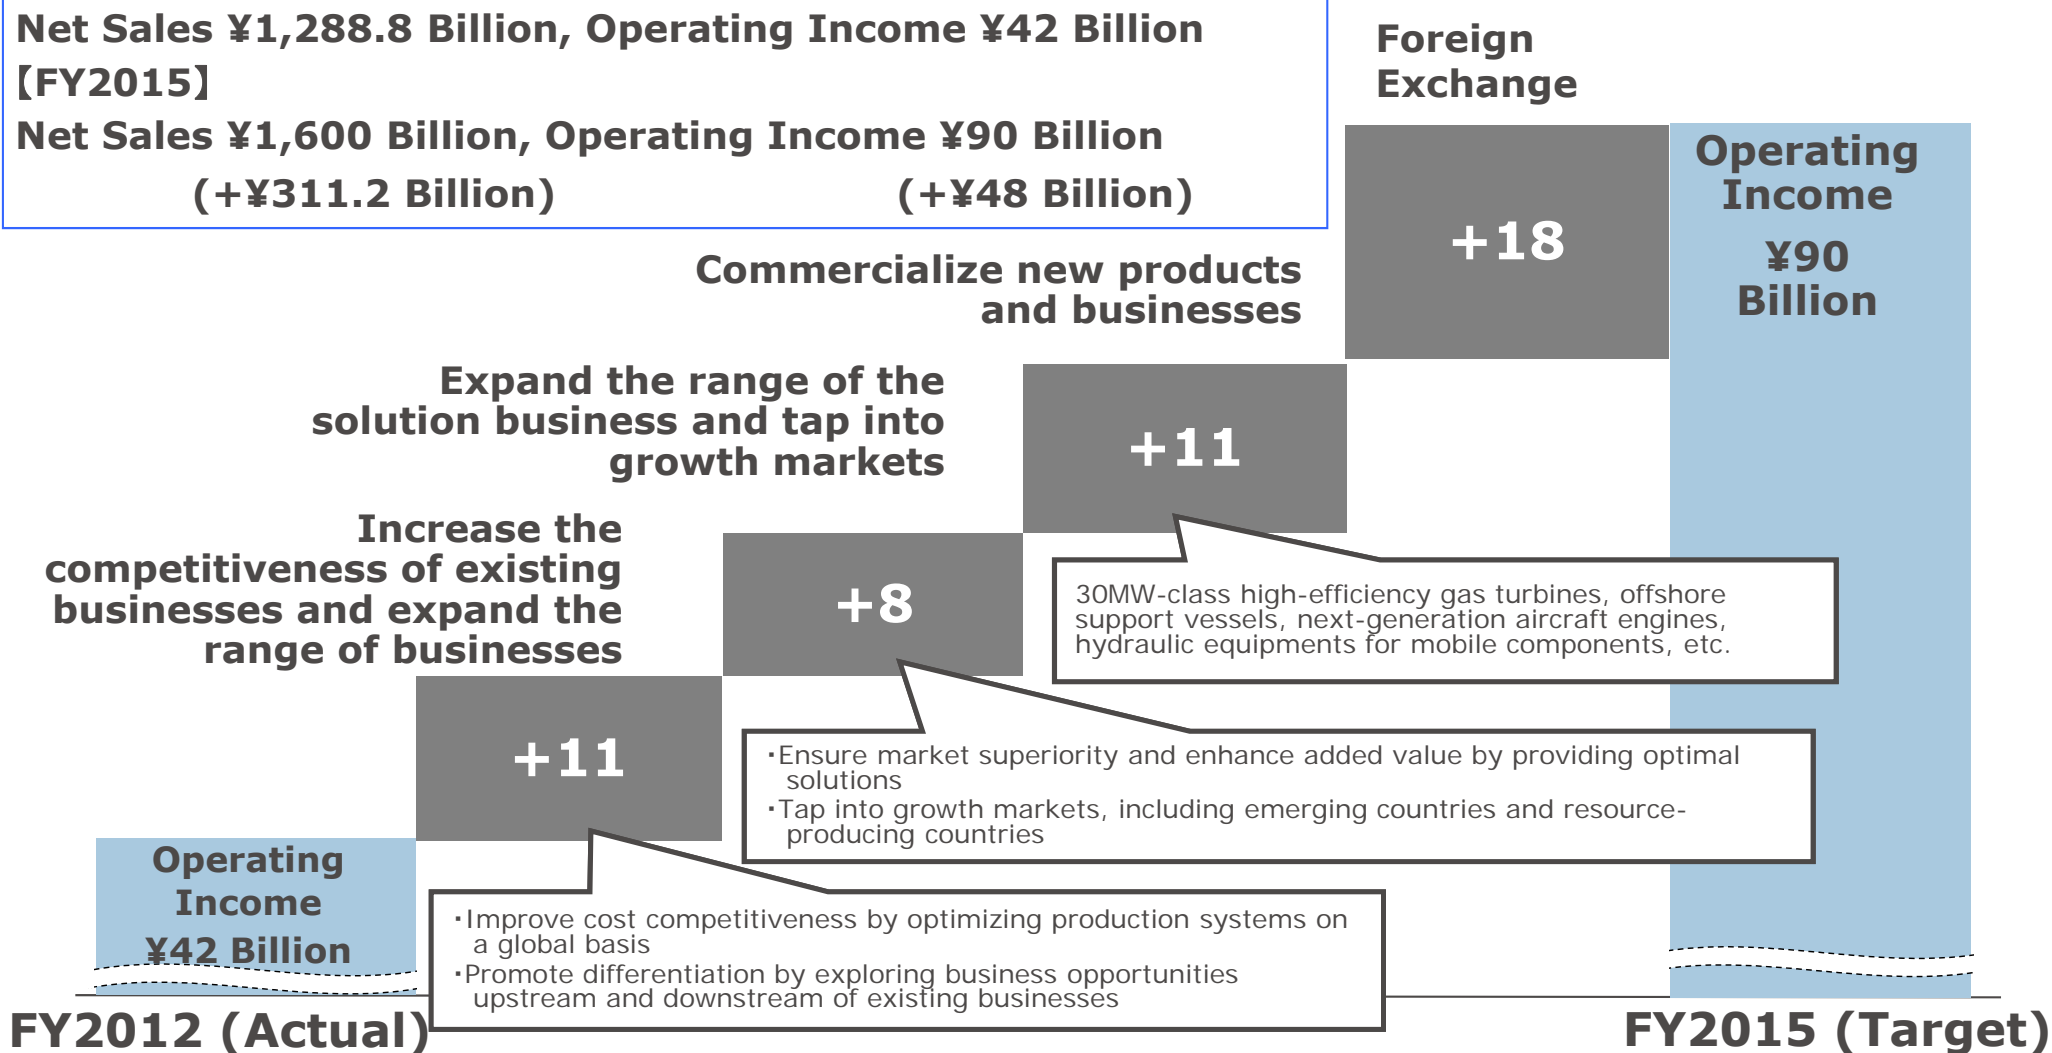 Net Sales ¥1,288.8 Billion, Operating Income ¥42 Billion
【FY2015】
Net Sales ¥1,600 Billion, Operating Income ¥90 Billion
(+¥311.2 Billion) (+¥48 Billion)
Foreign
Exchange
+18
Operating
Income
¥90
Billion
Commercialize new products
and businesses
+11
Expand the range of the
solution business and tap into
growth markets
+8
Increase the
competitiveness of existing
businesses and expand the
range of businesses
+11
30MW-class high-efficiency gas turbines, offshore
support vessels, next-generation aircraft engines,
hydraulic equipments for mobile components, etc.
・Ensure market superiority and enhance added value by providing optimal
solutions
・Tap into growth markets, including emerging countries and resource-
producing countries
・Improve cost competitiveness by optimizing production systems on
a global basis
・Promote differentiation by exploring business opportunities
upstream and downstream of existing businesses
Operating
Income
¥42 Billion
FY2012 (Actual)
FY2015 (Target)